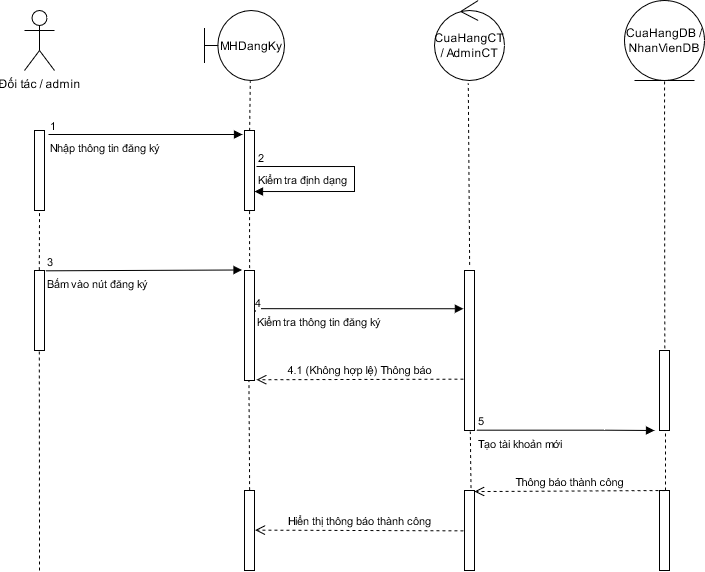 Đối tác / admin
MHDangKy
CuaHangCT
/ AdminCT
CuaHangDB /
NhanVienDB
1
Nhập thông tin đăng ký
2
Kiểm tra định dạng
3
Bấm vào nút đăng ký
4
Kiểm tra thông tin đăng ký
4.1 (Không hợp lệ) Thông báo
5
Tạo tài khoản mới
Thông báo thành công
Hiển thị thông báo thành công